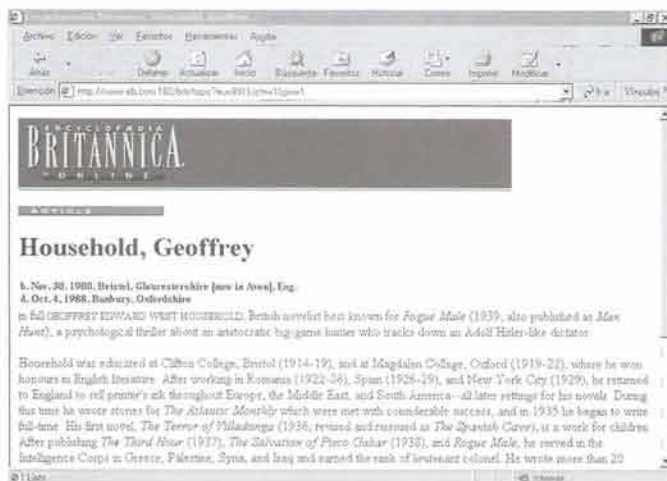 Archivo Edición Ver Favoritos Herramientas Ayuda
Atrás Detener Actualizar Inicio Búsqueda Favoritos Historial Correo Imprimir Modificar
Dirección Ir a Vínculos
ENCYCLOPÆDIA
BRITANNICA
ONLINE
ARTICLE
Household, Geoffrey
b. Nov. 30, 1900, Bristol, Gloucestershire [now in Avon], Eng.
d. Oct. 4, 1988, Banbury, Oxfordshire
in full GEOFFREY EDWARD WEST HOUSEHOLD, British novelist best known for Rogue Male (1939; also published as Man
Hunt), a psychological thriller about an aristocratic big-game hunter who tracks down an Adolf Hitler-like dictator.
Household was educated at Clifton College, Bristol (1914-19), and at Magdalen College, Oxford (1919-22), where he won
honours in English literature. After working in Romania (1922-26), Spain (1926-29), and New York City (1929), he returned
to England to sell printer's ink throughout Europe, the Middle East, and South America--all later settings for his novels. During
this time he wrote stories for The Atlantic Monthly which were met with considerable success, and in 1935 he began to write
full-time. His first novel, The Terror of Villadonga (1936; revised and reissued as The Spanish Cave), is a work for children.
After publishing The Third Hour (1937), The Salvation of Pisco Gabar (1938), and Rogue Male, he served in the
Intelligence Corps in Greece, Palestine, Syria, and Iraq and earned the rank of lieutenant colonel. He wrote more than 20
Listo Internet